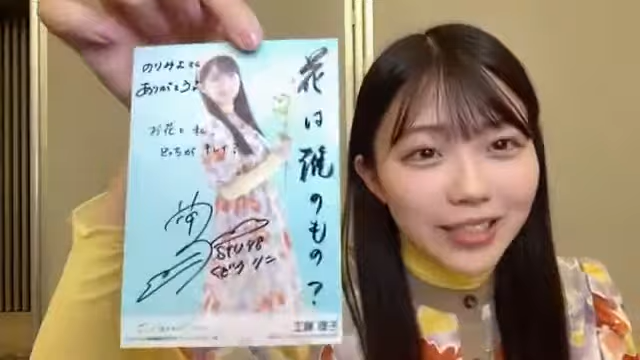 のりみよさん
ありがとう♪
お花と私、
どっちがキレイ?
花は誰のもの?
STU48
くどう リこ
工藤 理子